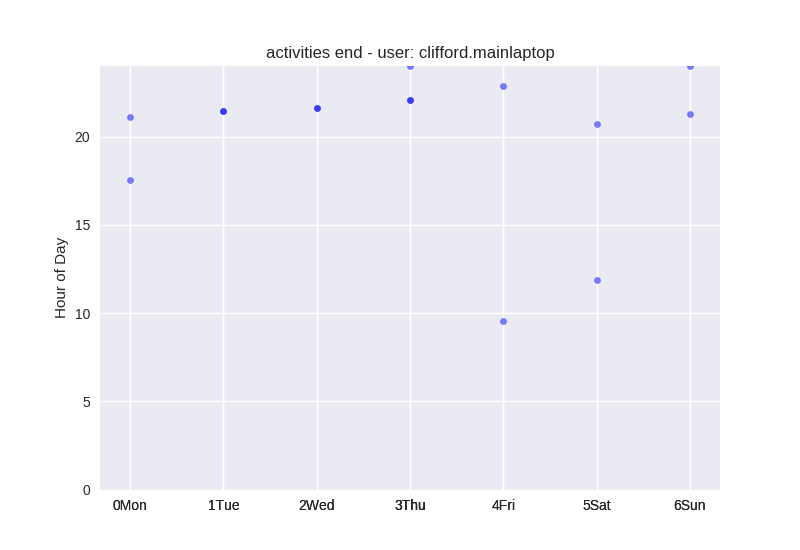 activities end - user: clifford.mainlaptop
20
15
10
5
0
Hour of Day
0Mon 1Tue 2Wed 3Thu 4Fri 5Sat 6Sun